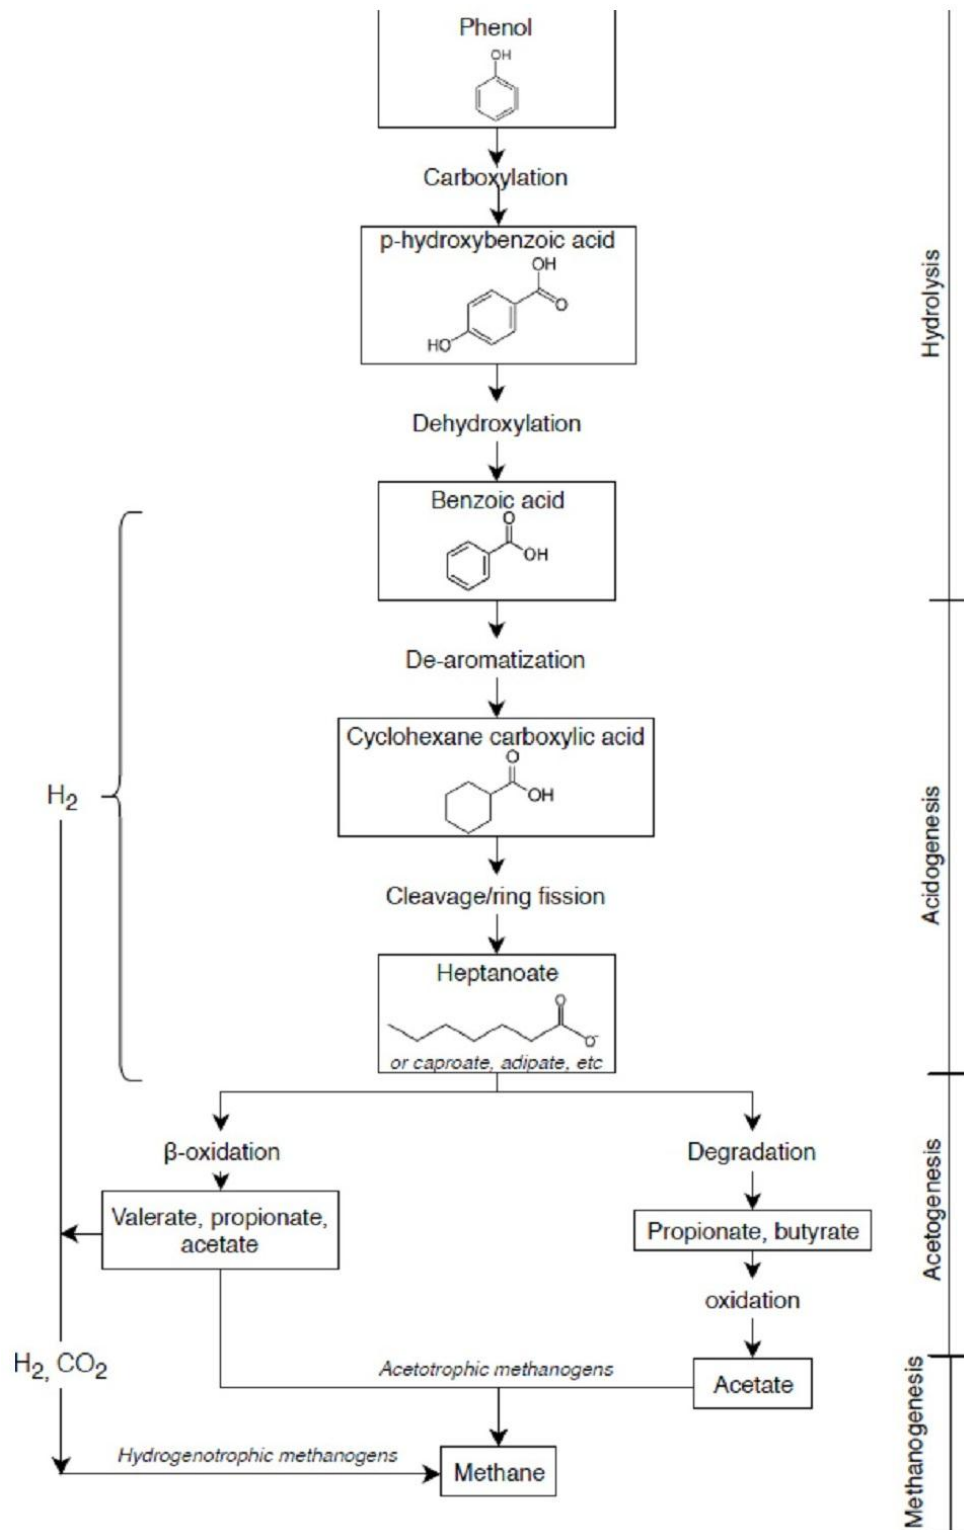 Phenol
OH
Carboxylation
p-hydroxybenzoic acid
OH
O
HO
Hydrolysis
Dehydroxylation
Benzoic acid
O
OH
De-aromatization
Cyclohexane carboxylic acid
O
OH
H2
Acidogenesis
Cleavage/ring fission
Heptanoate
O
O-
or caproate, adipate, etc
β-oxidation
Degradation
Valerate, propionate,
acetate
Propionate, butyrate
Acetogenesis
oxidation
H2, CO2
Acetotrophic methanogens
Acetate
Hydrogenotrophic methanogens
Methane
Methanogenesis